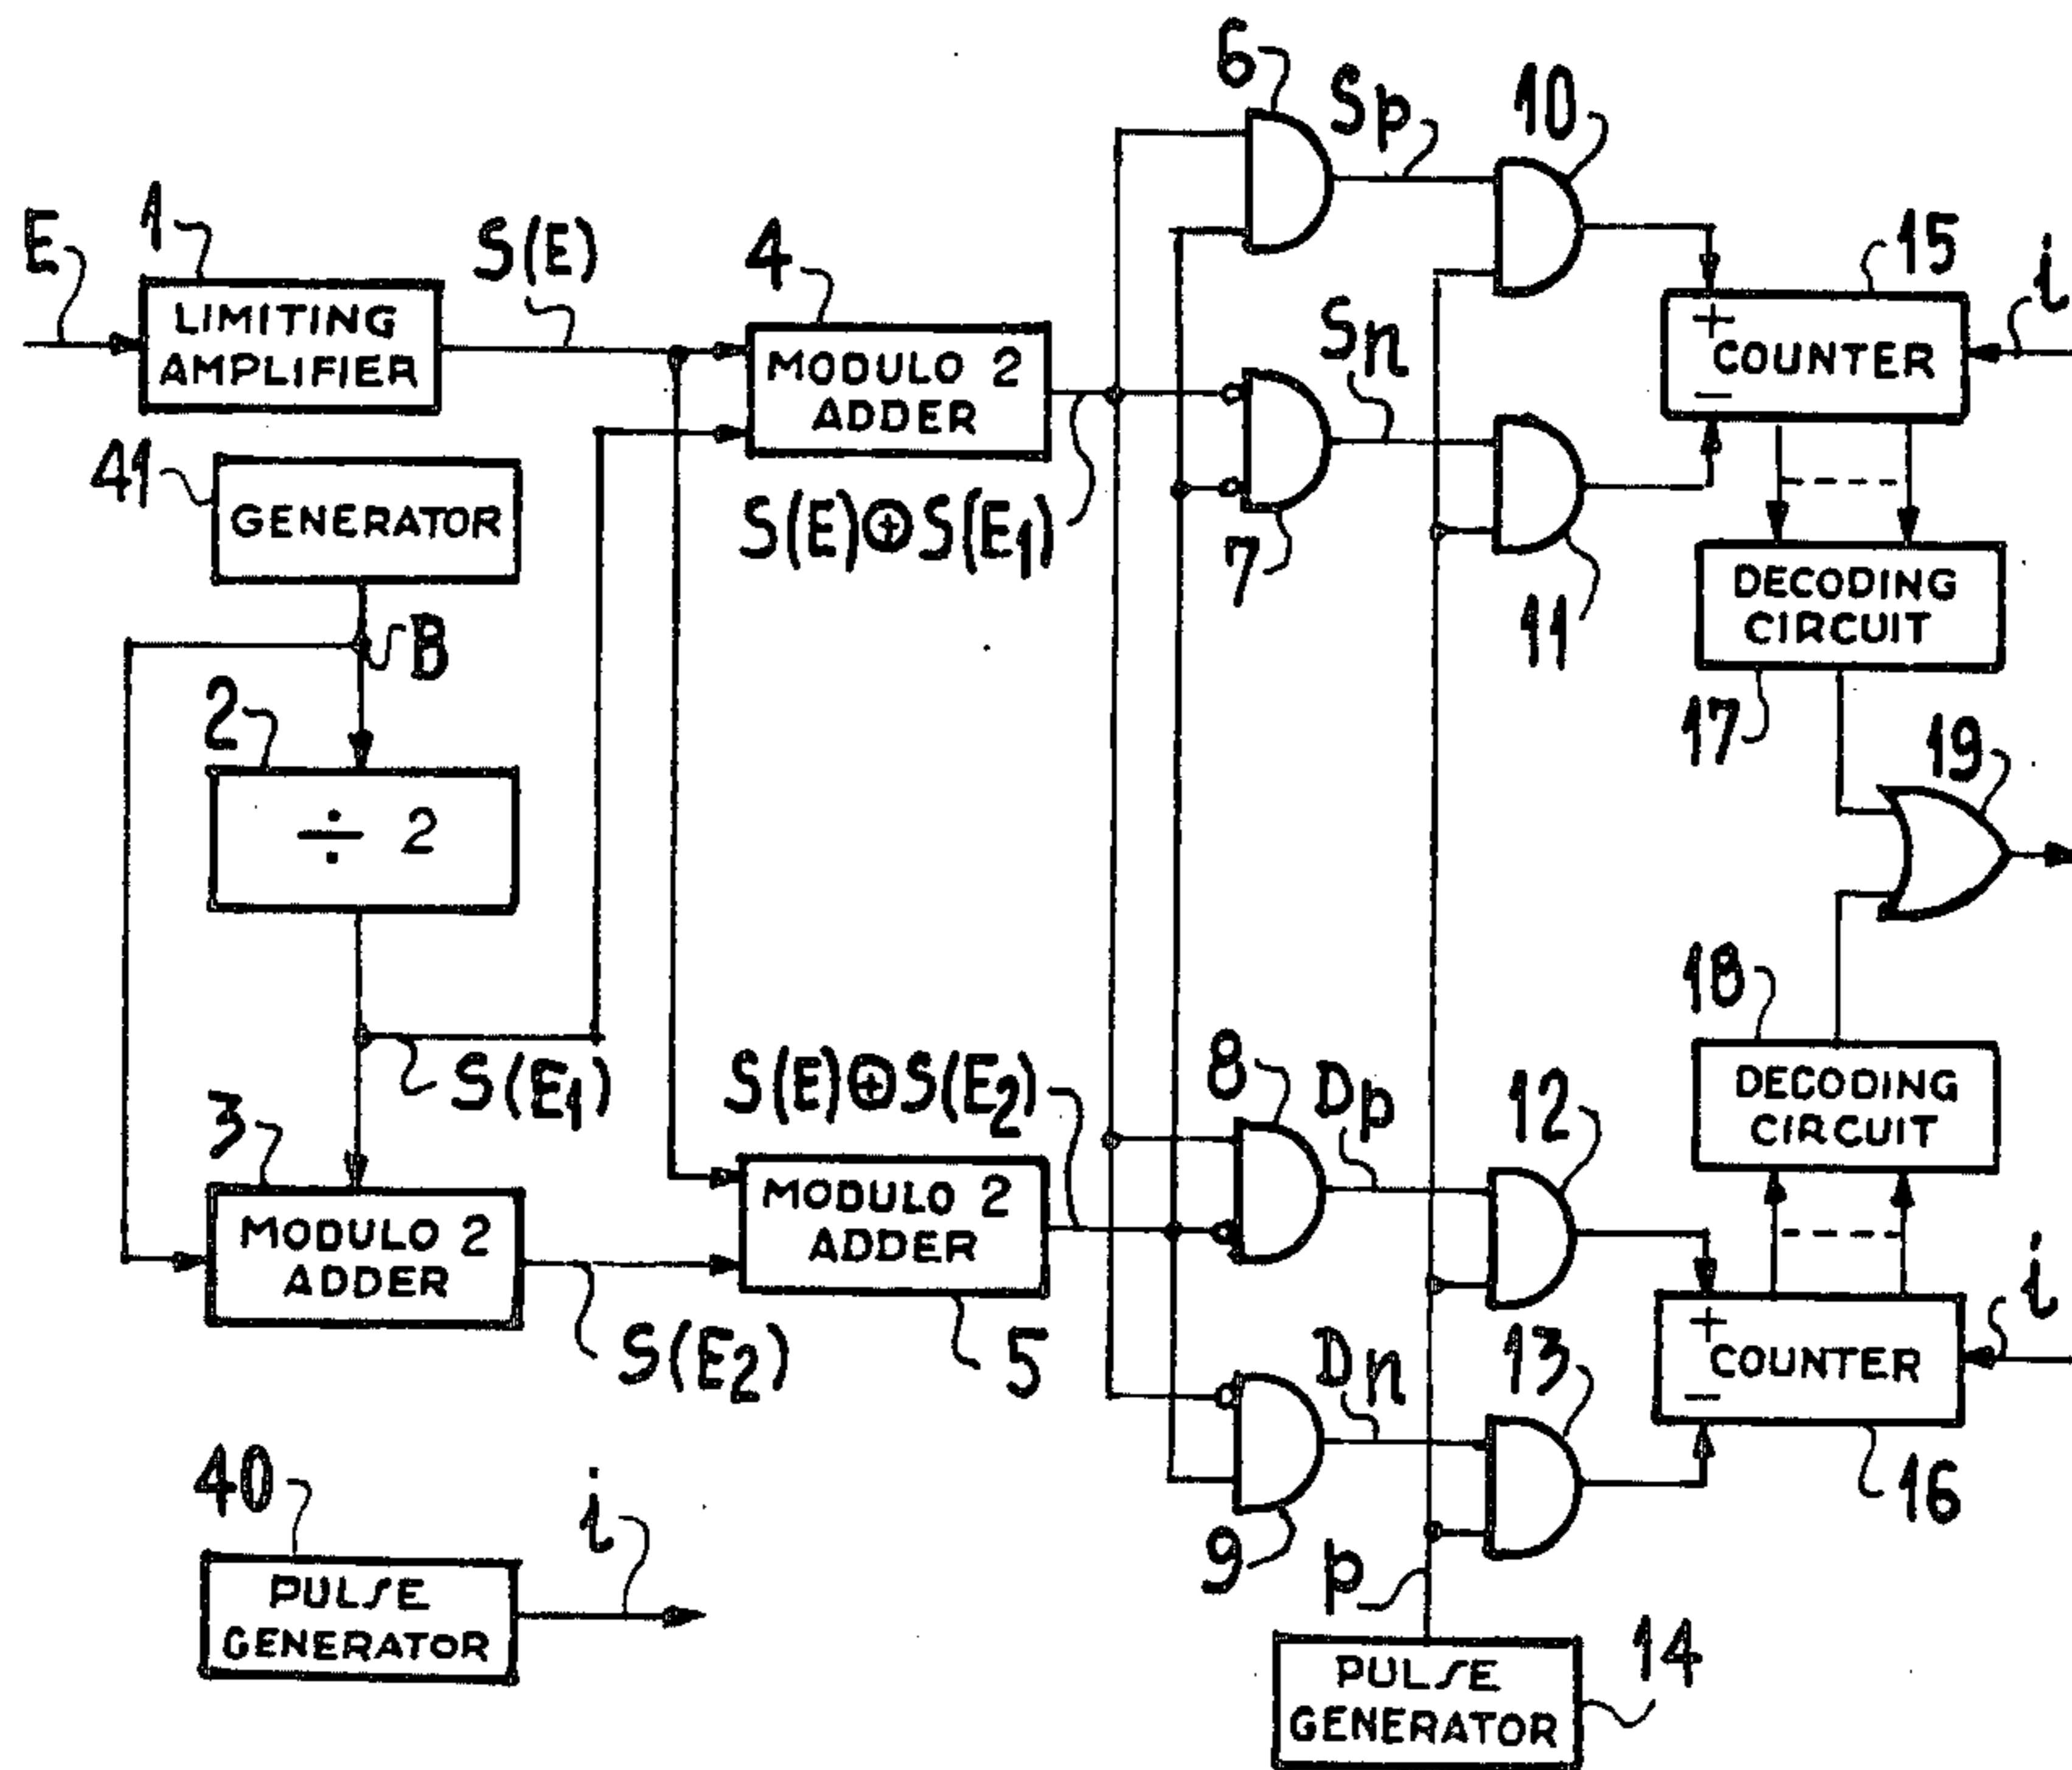 E
1
LIMITING
AMPLIFIER
S(E)
4
MODULO 2
ADDER
S(E)⊕S(E1)
41
GENERATOR
B
2
÷ 2
S(E1)
3
MODULO 2
ADDER
S(E2)
S(E)⊕S(E2)
MODULO 2
ADDER
5
40
PULSE
GENERATOR
i
6
Sp
10
Sn
7
11
15
i
+
COUNTER
−
DECODING
CIRCUIT
17
19
18
DECODING
CIRCUIT
8
Dp
12
Dn
13
9
+
COUNTER
−
i
16
p
PULSE
GENERATOR
14